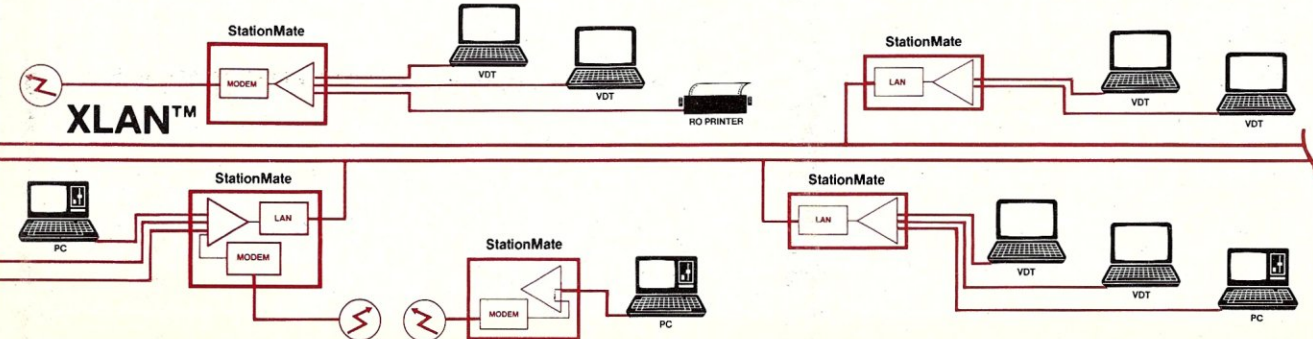 StationMate
MODEM
VDT
VDT
RO PRINTER
StationMate
LAN
VDT
VDT
XLAN™
StationMate
LAN
MODEM
PC
StationMate
MODEM
PC
StationMate
LAN
VDT
VDT
PC